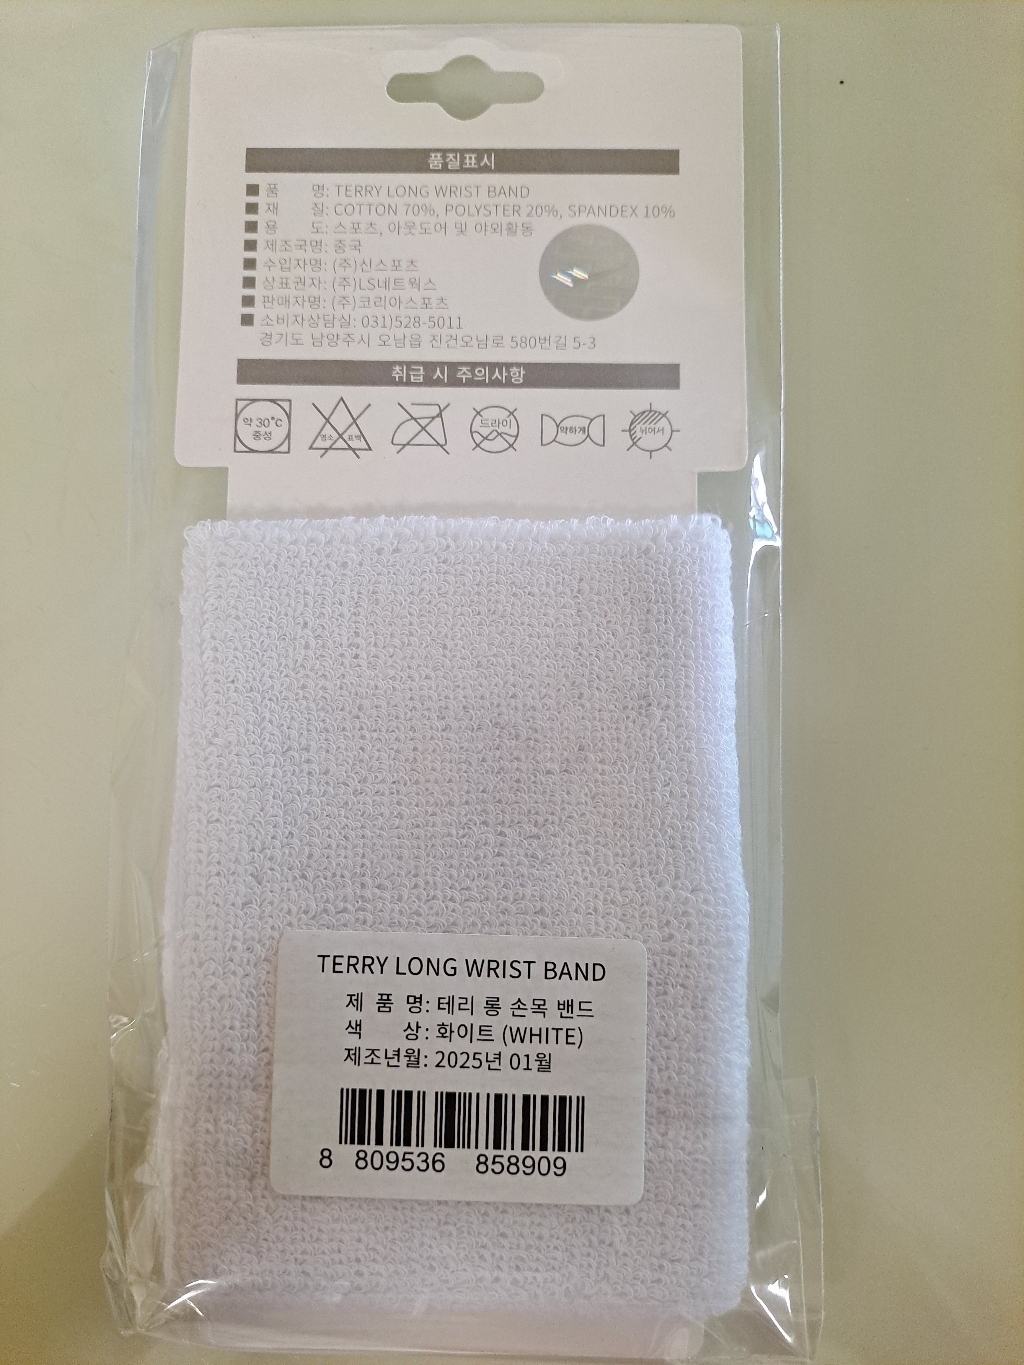 품질표시
■ 품 명: TERRY LONG WRIST BAND
■ 재 질: COTTON 70%, POLYSTER 20%, SPANDEX 10%
■ 용 도: 스포츠, 아웃도어 및 야외활동
■ 제조국명: 중국
■ 수입자명: (주)신스포츠
■ 상표권자: (주)LS네트웍스
■ 판매자명: (주)코리아스포츠
■ 소비자상담실: 031)528-5011
경기도 남양주시 오남읍 진건오남로 580번길 5-3
취급 시 주의사항
약 30°C 중성 염소 표백 드라이 약하게 뉘어서
TERRY LONG WRIST BAND
제 품 명: 테리 롱 손목 밴드
색 상: 화이트 (WHITE)
제조년월: 2025년 01월
8 809536 858909